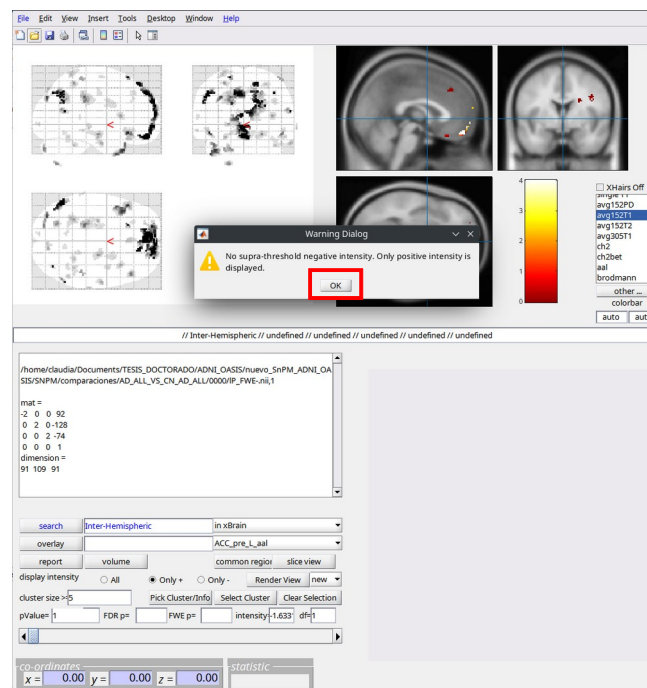 File Edit View Insert Tools Desktop Window Help
4
3
2
1
0
XHairs Off
single T1
avg152PD
avg152T1
avg152T2
avg305T1
ch2
ch2bet
aal
brodmann
other ...
colorbar
auto aut
Warning Dialog
No supra-threshold negative intensity. Only positive intensity is
displayed.
OK
// Inter-Hemispheric // undefined // undefined // undefined // undefined // undefined
/home/claudia/Documents/TESIS_DOCTORADO/ADNI_OASIS/nuevo_SnPM_ADNI_OA
SIS/SNPM/comparaciones/AD_ALL_VS_CN_AD_ALL/0000/lP_FWE-.nii,1
mat =
-2 0 0 92
0 2 0 -128
0 0 2 -74
0 0 0 1
dimension =
91 109 91
search Inter-Hemispheric in xBrain
overlay ACC_pre_L_aal
report volume common region slice view
display intensity All Only + Only - Render View new
cluster size >= 5 Pick Cluster/Info Select Cluster Clear Selection
pValue= 1 FDR p= FWE p= intensity -1.633 df= 1
co-ordinates statistic
x = 0.00 y = 0.00 z = 0.00